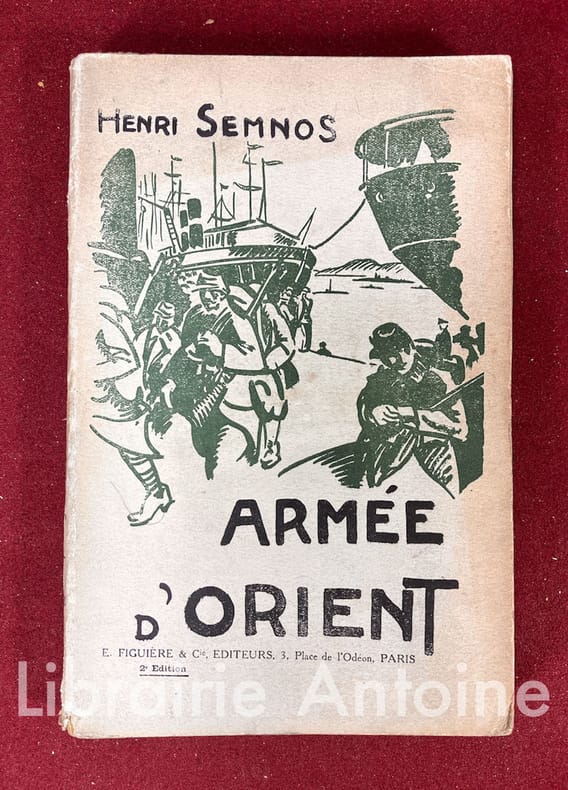 HENRI SEMNOS
ARMÉE
D'ORIENT
E. FIGUIÈRE & Cie, EDITEURS. 3, Place de l'Odéon, PARIS
2e Edition
Librairie Antoine